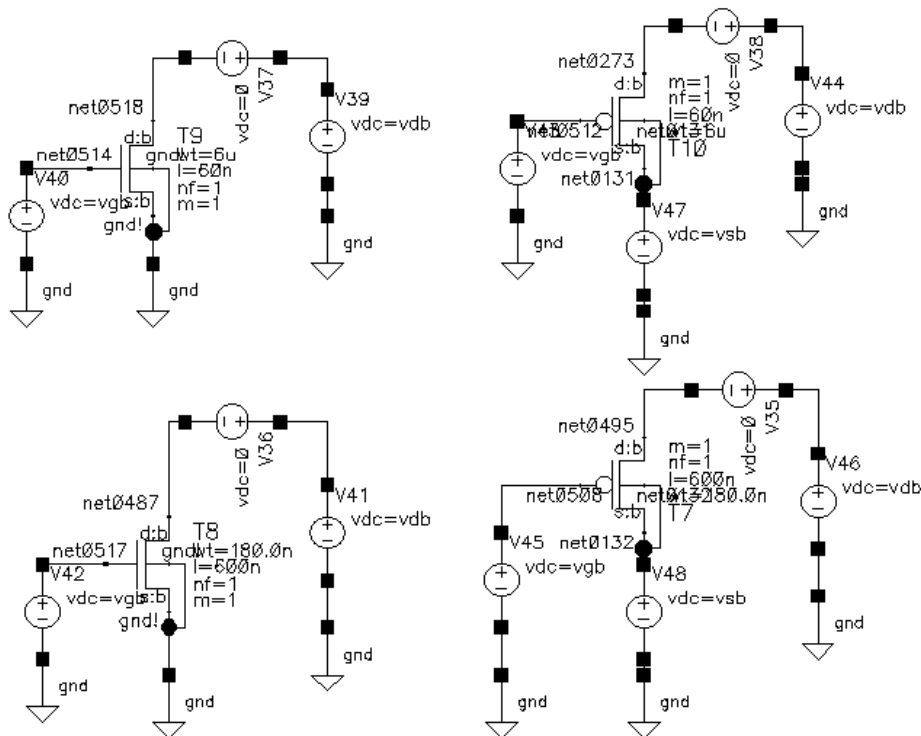 net0518
d:b
T9
gnd!
wt=6u
l=60n
nf=1
m=1
s:b
gnd!
net0514
V40
vdc=vgb
gnd
gnd
vdc=0
V37
V39
vdc=vdb
gnd
net0273
d:b
m=1
nf=1
l=60n
T10
s:b
net0131
net0512
vdc=vgb
gnd
V47
vdc=vsb
gnd
vdc=0
V38
V44
vdc=vdb
gnd
net0487
d:b
T8
wt=180.0n
l=600n
nf=1
m=1
s:b
gnd!
net0517
V42
vdc=vgb
gnd
gnd
vdc=0
V36
V41
vdc=vdb
gnd
net0495
d:b
m=1
nf=1
l=600n
T7
s:b
net0132
V45
vdc=vgb
gnd
V48
vdc=vsb
gnd
vdc=0
V35
V46
vdc=vdb
gnd